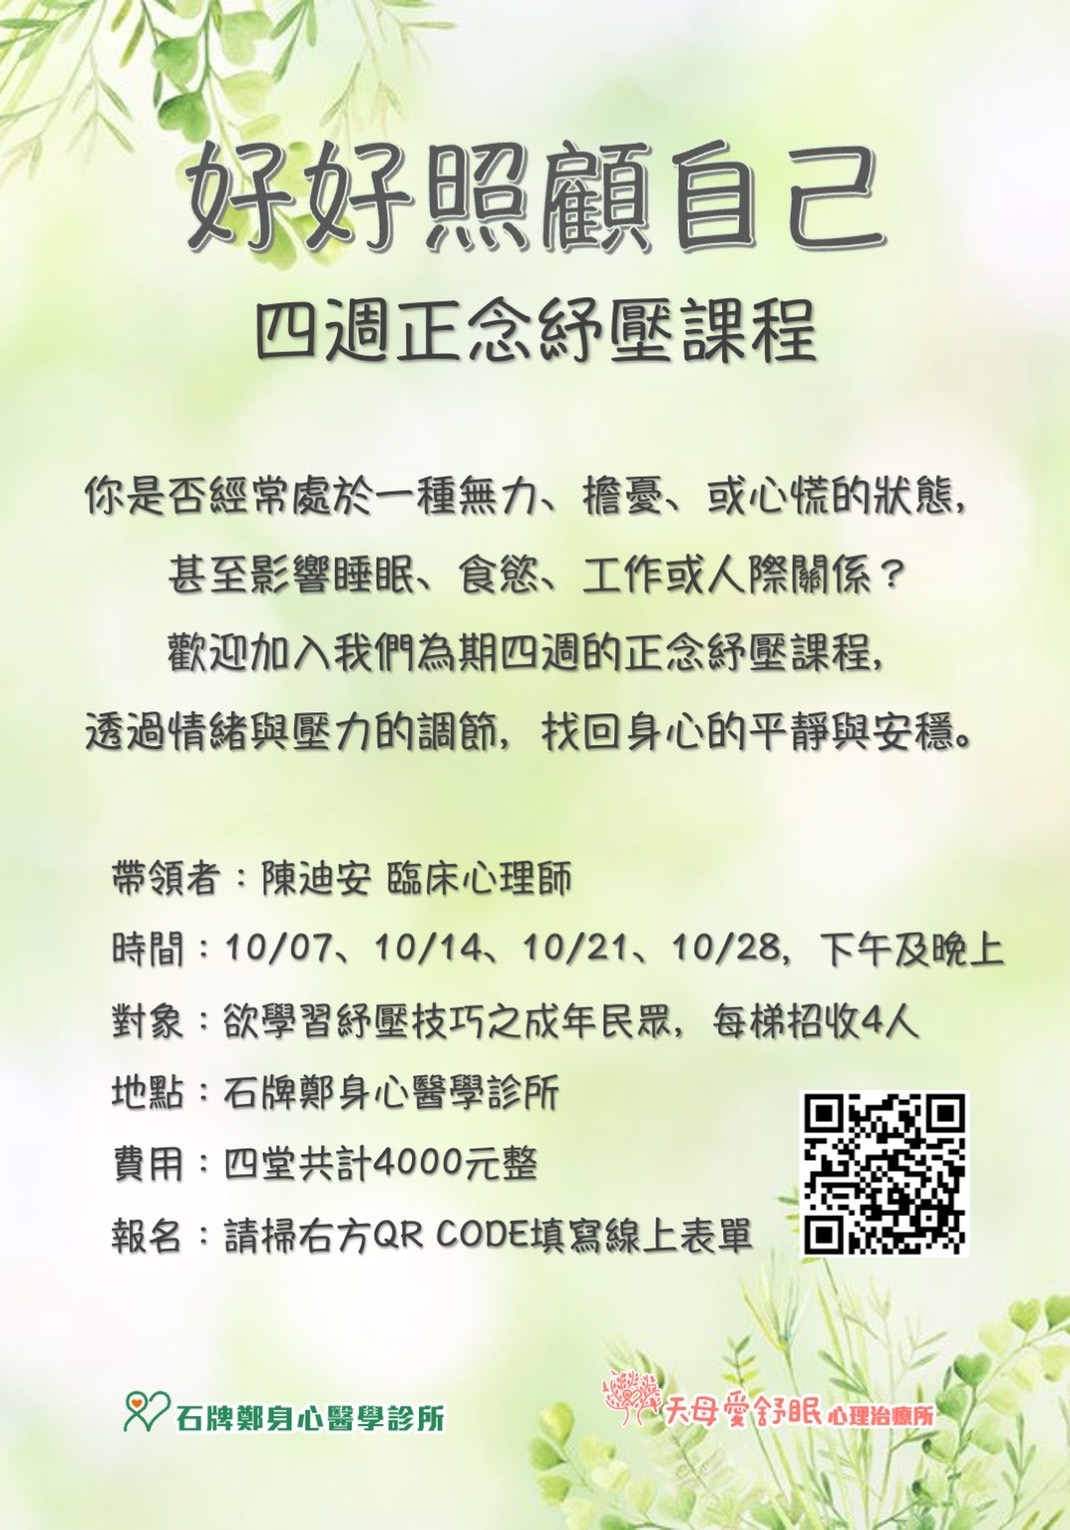 好好照顧自己
四週正念紓壓課程
你是否經常處於一種無力、擔憂、或心慌的狀態,
甚至影響睡眠、食慾、工作或人際關係？
歡迎加入我們為期四週的正念紓壓課程,
透過情緒與壓力的調節, 找回身心的平靜與安穩。
帶領者：陳迪安 臨床心理師
時間：10/07、10/14、10/21、10/28, 下午及晚上
對象：欲學習紓壓技巧之成年民眾, 每梯招收4人
地點：石牌鄭身心醫學診所
費用：四堂共計4000元整
報名：請掃右方QR CODE填寫線上表單
石牌鄭身心醫學診所
天母愛舒眠心理治療所